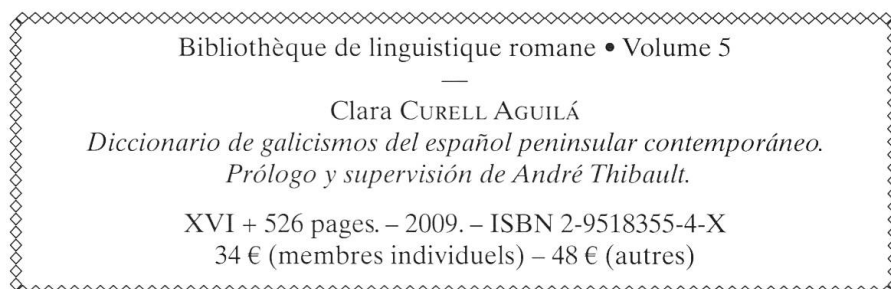 Bibliothèque de linguistique romane • Volume 5
—
Clara CURELL AGUILÁ
Diccionario de galicismos del español peninsular contemporáneo.
Prólogo y supervisión de André Thibault.
XVI + 526 pages. – 2009. – ISBN 2-9518355-4-X
34 € (membres individuels) – 48 € (autres)